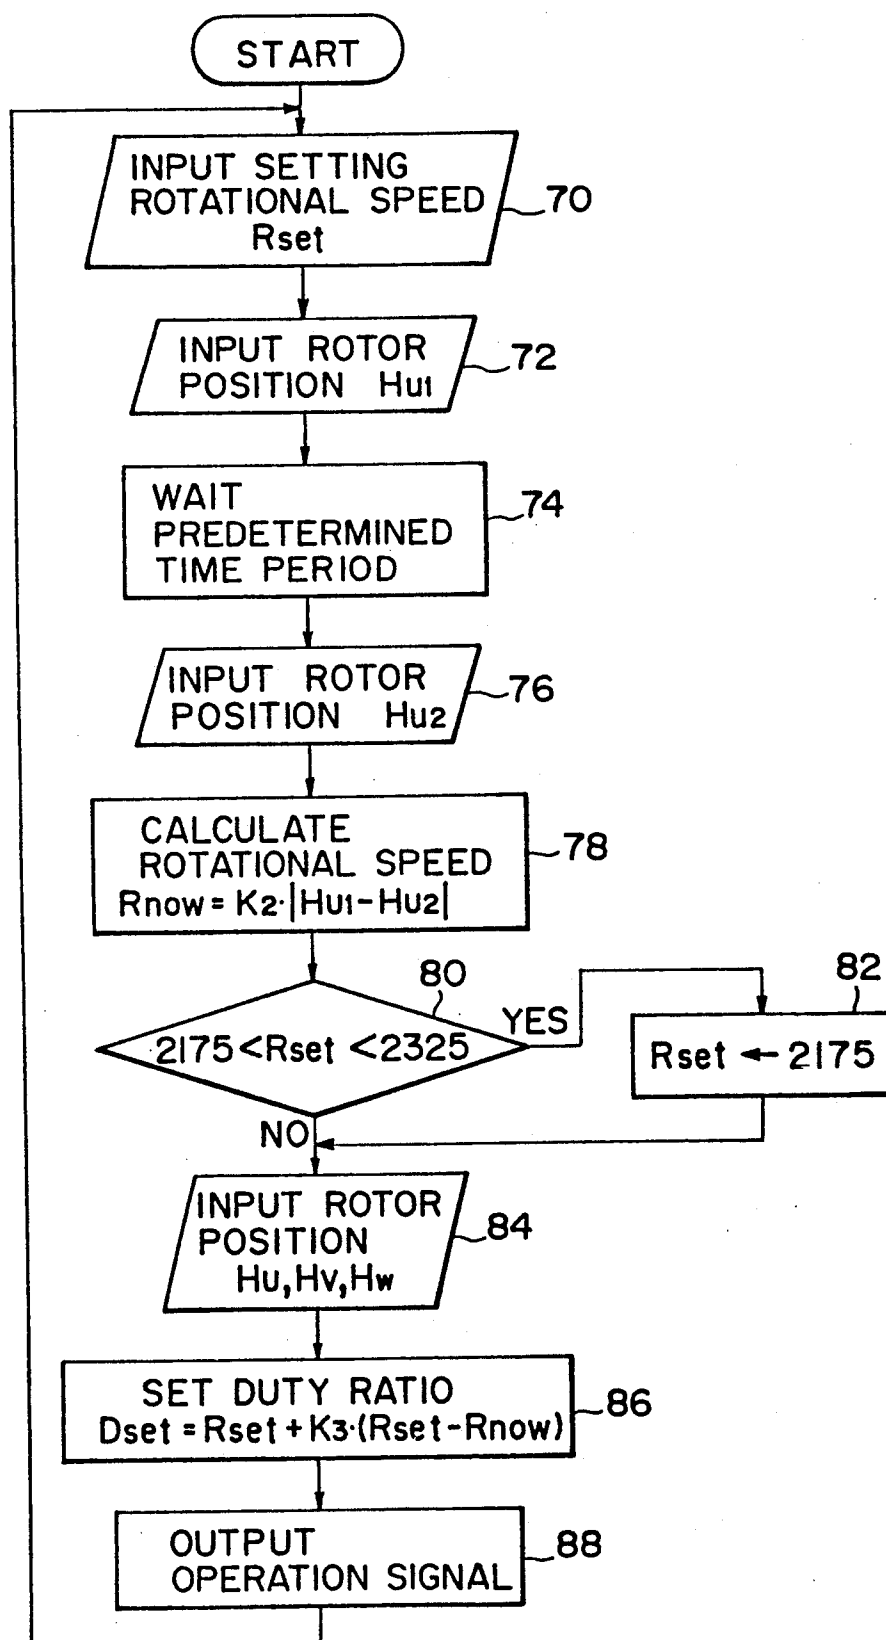 START
INPUT SETTING
ROTATIONAL SPEED
Rset
70
INPUT ROTOR
POSITION Hu1
72
WAIT
PREDETERMINED
TIME PERIOD
74
INPUT ROTOR
POSITION Hu2
76
CALCULATE
ROTATIONAL SPEED
Rnow = K2·|Hu1-Hu2|
78
80
2175<Rset <2325
YES
82
Rset ← 2175
NO
INPUT ROTOR
POSITION
Hu,Hv,Hw
84
SET DUTY RATIO
Dset = Rset + K3·(Rset-Rnow)
86
OUTPUT
OPERATION SIGNAL
88